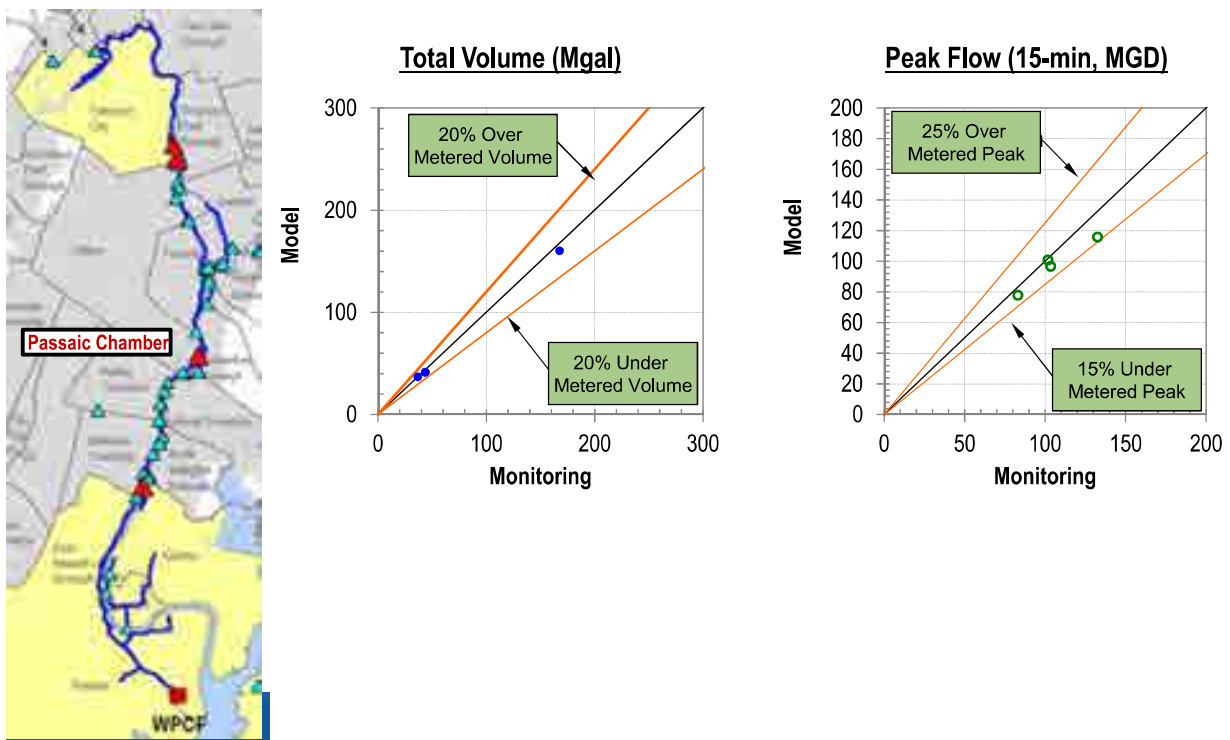 Passaic Chamber
WPCF
Total Volume (Mgal)
300
200
100
0
Model
20% Over
Metered Volume
20% Under
Metered Volume
0
100
200
300
Monitoring
Peak Flow (15-min, MGD)
200
180
160
140
120
100
80
60
40
20
0
Model
25% Over
Metered Peak
15% Under
Metered Peak
0
50
100
150
200
Monitoring